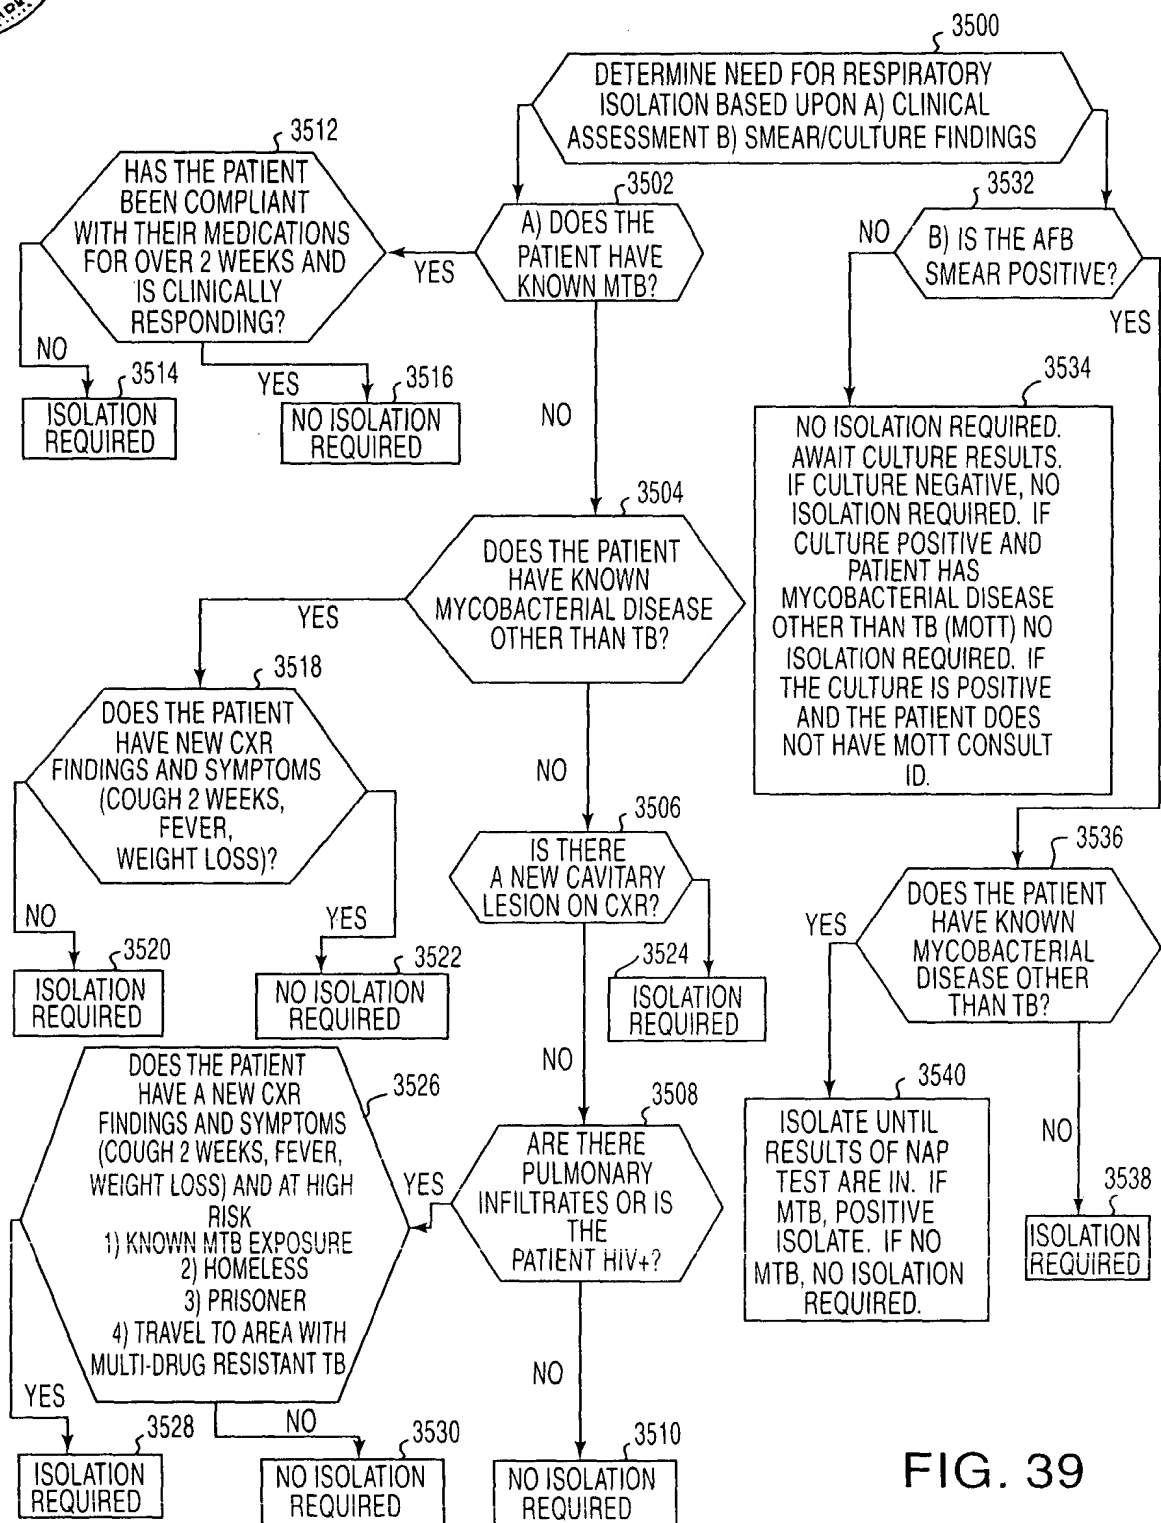 3500
DETERMINE NEED FOR RESPIRATORY
ISOLATION BASED UPON A) CLINICAL
ASSESSMENT B) SMEAR/CULTURE FINDINGS
3512
HAS THE PATIENT
BEEN COMPLIANT
WITH THEIR MEDICATIONS
FOR OVER 2 WEEKS AND
IS CLINICALLY
RESPONDING?
3502
A) DOES THE
PATIENT HAVE
KNOWN MTB?
YES
3532
B) IS THE AFB
SMEAR POSITIVE?
NO
YES
NO
3514
ISOLATION
REQUIRED
YES
3516
NO ISOLATION
REQUIRED
NO
3534
NO ISOLATION REQUIRED.
AWAIT CULTURE RESULTS.
IF CULTURE NEGATIVE, NO
ISOLATION REQUIRED. IF
CULTURE POSITIVE AND
PATIENT HAS
MYCOBACTERIAL DISEASE
OTHER THAN TB (MOTT) NO
ISOLATION REQUIRED. IF
THE CULTURE IS POSITIVE
AND THE PATIENT DOES
NOT HAVE MOTT CONSULT
ID.
3504
DOES THE PATIENT
HAVE KNOWN
MYCOBACTERIAL DISEASE
OTHER THAN TB?
YES
3518
DOES THE PATIENT
HAVE NEW CXR
FINDINGS AND SYMPTOMS
(COUGH 2 WEEKS,
FEVER,
WEIGHT LOSS)?
NO
3520
ISOLATION
REQUIRED
YES
3522
NO ISOLATION
REQUIRED
NO
3506
IS THERE
A NEW CAVITARY
LESION ON CXR?
3524
ISOLATION
REQUIRED
NO
3536
DOES THE PATIENT
HAVE KNOWN
MYCOBACTERIAL
DISEASE OTHER
THAN TB?
YES
3540
ISOLATE UNTIL
RESULTS OF NAP
TEST ARE IN. IF
MTB, POSITIVE
ISOLATE. IF NO
MTB, NO ISOLATION
REQUIRED.
NO
3538
ISOLATION
REQUIRED
3508
ARE THERE
PULMONARY
INFILTRATES OR IS
THE
PATIENT HIV+?
YES
3526
DOES THE PATIENT
HAVE A NEW CXR
FINDINGS AND SYMPTOMS
(COUGH 2 WEEKS, FEVER,
WEIGHT LOSS) AND AT HIGH
RISK
1) KNOWN MTB EXPOSURE
2) HOMELESS
3) PRISONER
4) TRAVEL TO AREA WITH
MULTI-DRUG RESISTANT TB
YES
3528
ISOLATION
REQUIRED
NO
3530
NO ISOLATION
REQUIRED
NO
3510
NO ISOLATION
REQUIRED
FIG. 39